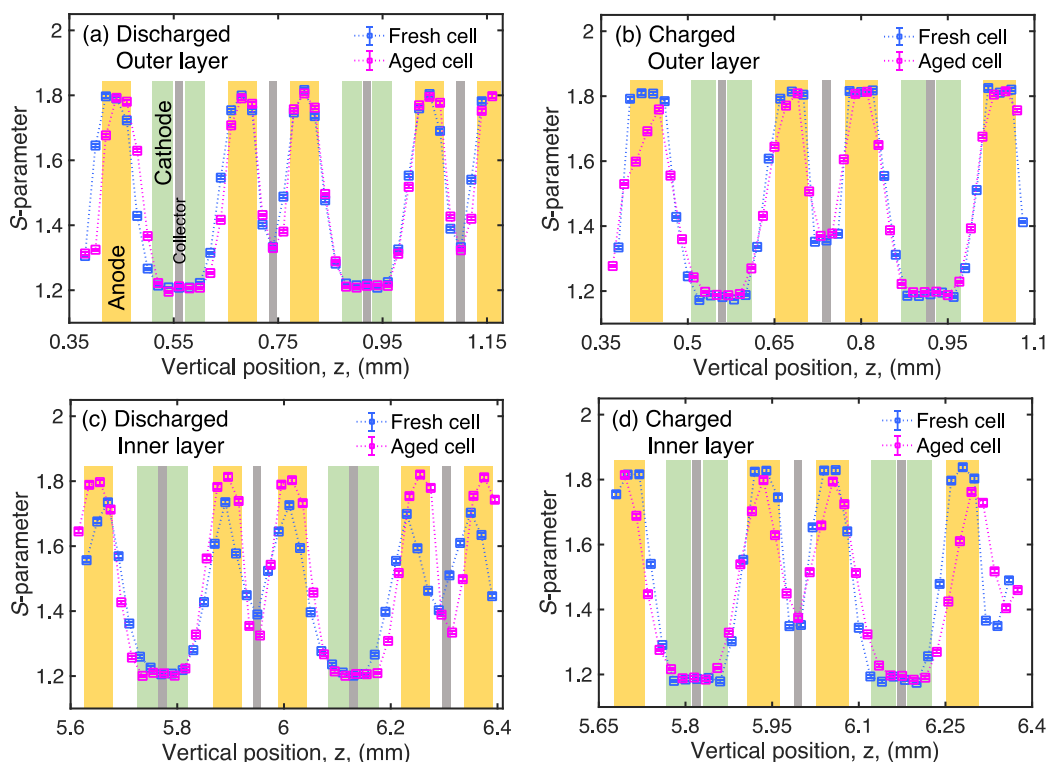 (a) Discharged
Outer layer
Fresh cell
Aged cell
Cathode
Collector
Anode
S-parameter
2
1.8
1.6
1.4
1.2
0.35 0.55 0.75 0.95 1.15
Vertical position, z, (mm)
(b) Charged
Outer layer
Fresh cell
Aged cell
S-parameter
2
1.8
1.6
1.4
1.2
0.35 0.5 0.65 0.8 0.95 1.1
Vertical position, z, (mm)
(c) Discharged
Inner layer
Fresh cell
Aged cell
S-parameter
2
1.8
1.6
1.4
1.2
5.6 5.8 6 6.2 6.4
Vertical position, z, (mm)
(d) Charged
Inner layer
Fresh cell
Aged cell
S-parameter
2
1.8
1.6
1.4
1.2
5.65 5.8 5.95 6.1 6.25 6.4
Vertical position, z, (mm)